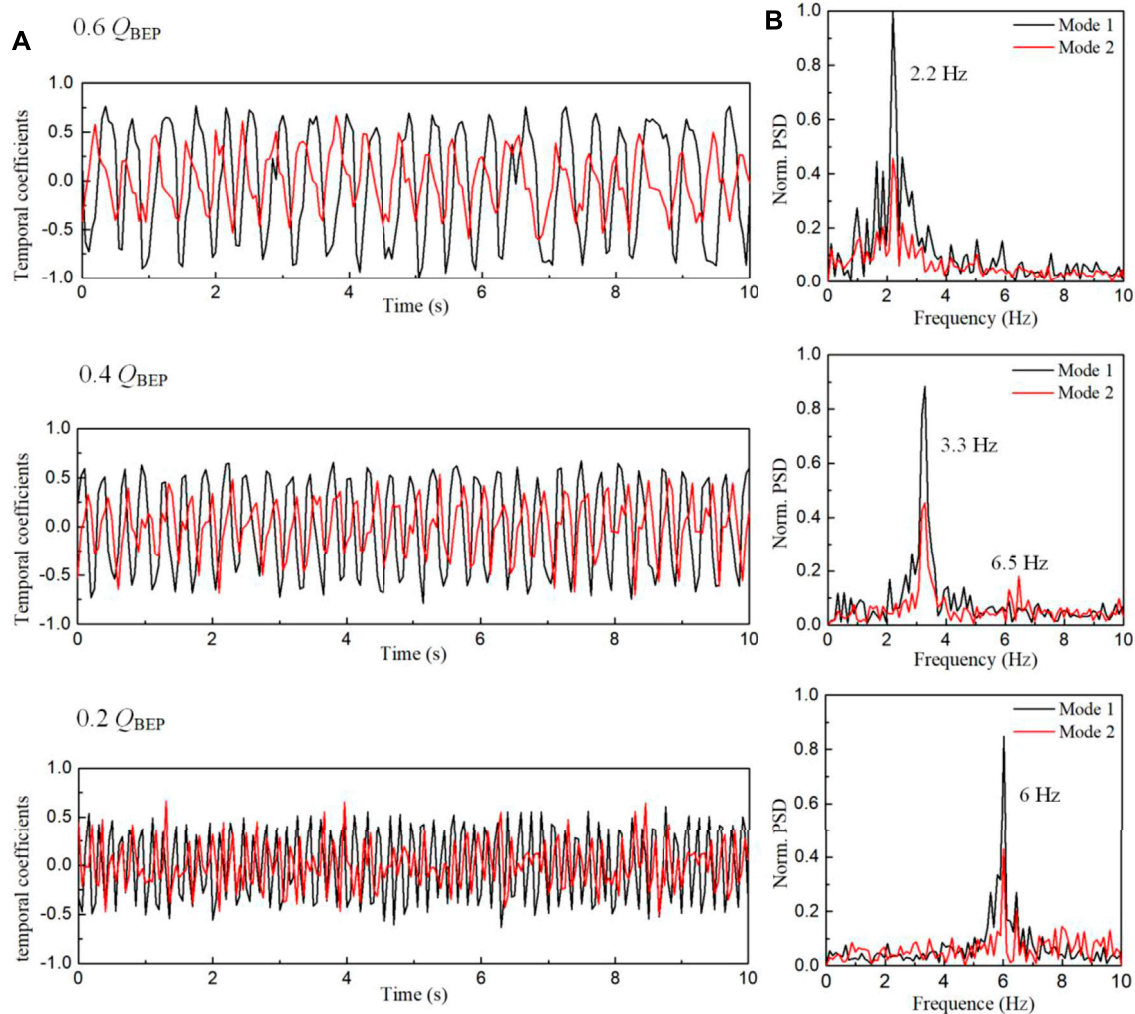 A
0.6 Q_BEP
Temporal coefficients
1.0
0.5
0.0
-0.5
-1.0
0 2 4 6 8 10
Time (s)
B
Mode 1
Mode 2
2.2 Hz
Norm. PSD
1.0
0.8
0.6
0.4
0.2
0.0
0 2 4 6 8 10
Frequency (Hz)
0.4 Q_BEP
Temporal coefficients
1.0
0.5
0.0
-0.5
-1.0
0 2 4 6 8 10
Time (s)
Mode 1
Mode 2
3.3 Hz
6.5 Hz
Norm. PSD
1.0
0.8
0.6
0.4
0.2
0.0
0 2 4 6 8 10
Frequency (Hz)
0.2 Q_BEP
temporal coefficients
1.0
0.5
0.0
-0.5
-1.0
0 2 4 6 8 10
Time (s)
Mode 1
Mode 2
6 Hz
Norm. PSD
1.0
0.8
0.6
0.4
0.2
0.0
0 2 4 6 8 10
Frequence (Hz)